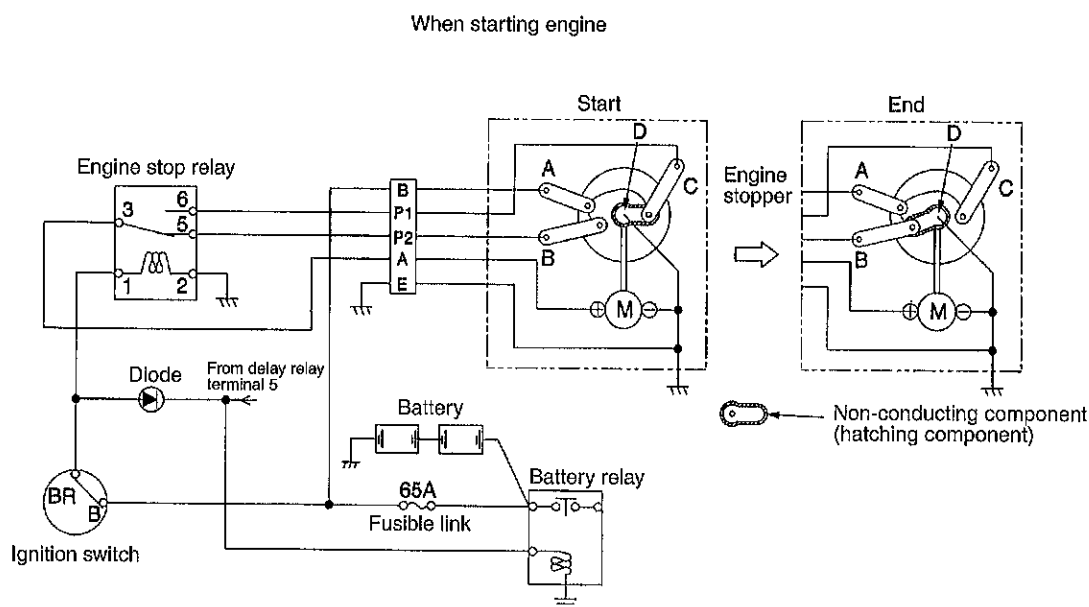 When starting engine
Start
End
D
D
A
C
B
A
C
B
Engine stopper
Engine stop relay
3
6
5
1
2
B
P1
P2
A
E
M
M
Diode
From delay relay
terminal 5
Battery
Non-conducting component
(hatching component)
65A
Fusible link
Battery relay
BR
B
Ignition switch